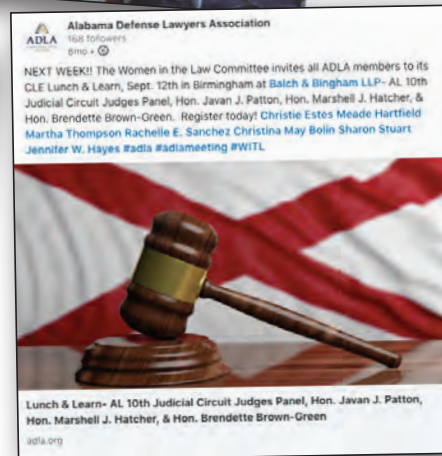 Alabama Defense Lawyers Association
ADLA
168 followers
6mo •
NEXT WEEK!! The Women in the Law Committee invites all ADLA members to its
CLE Lunch & Learn, Sept. 12th in Birmingham at Balch & Bingham LLP- AL 10th
Judicial Circuit Judges Panel, Hon. Javan J. Patton, Hon. Marshell J. Hatcher, &
Hon. Brendette Brown-Green. Register today! Christie Estes Meade Hartfield
Martha Thompson Rachelle E. Sanchez Christina May Bolin Sharon Stuart
Jennifer W. Hayes #adla #adlameeting #WITL
Lunch & Learn- AL 10th Judicial Circuit Judges Panel, Hon. Javan J. Patton,
Hon. Marshell J. Hatcher, & Hon. Brendette Brown-Green
adla.org